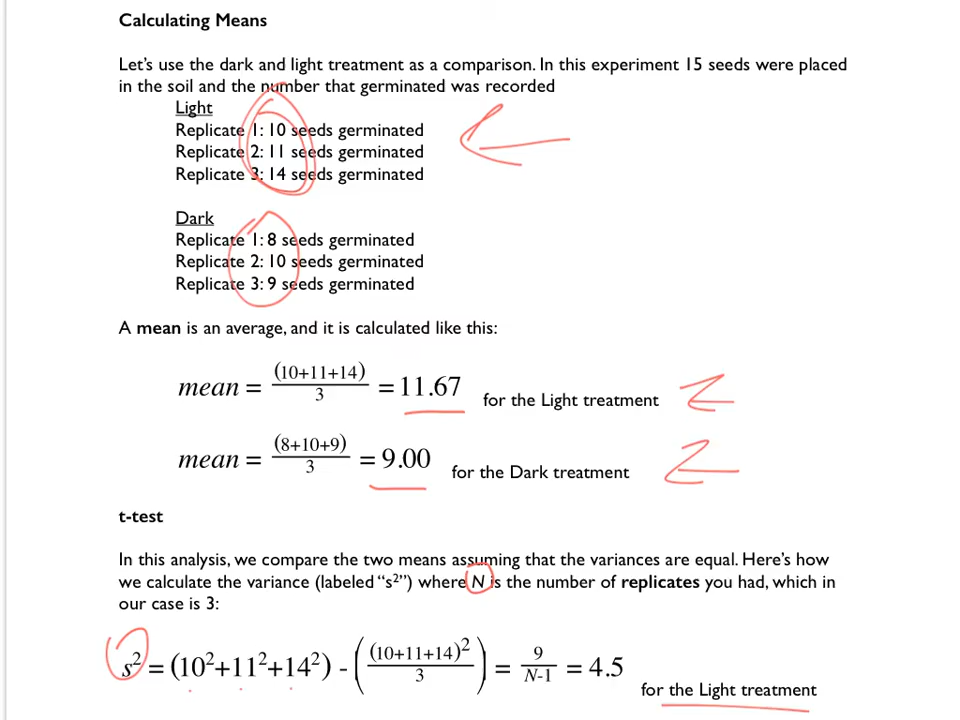 Calculating Means
Let's use the dark and light treatment as a comparison. In this experiment 15 seeds were placed
in the soil and the number that germinated was recorded
Light
Replicate 1: 10 seeds germinated
Replicate 2: 11 seeds germinated
Replicate 3: 14 seeds germinated
Dark
Replicate 1: 8 seeds germinated
Replicate 2: 10 seeds germinated
Replicate 3: 9 seeds germinated
A mean is an average, and it is calculated like this:
mean = (10+11+14)/3 = 11.67 for the Light treatment
mean = (8+10+9)/3 = 9.00 for the Dark treatment
t-test
In this analysis, we compare the two means assuming that the variances are equal. Here's how
we calculate the variance (labeled “s²”) where N is the number of replicates you had, which in
our case is 3:
s² = (10²+11²+14²) - ((10+11+14)²/3) = 9/N-1 = 4.5 for the Light treatment